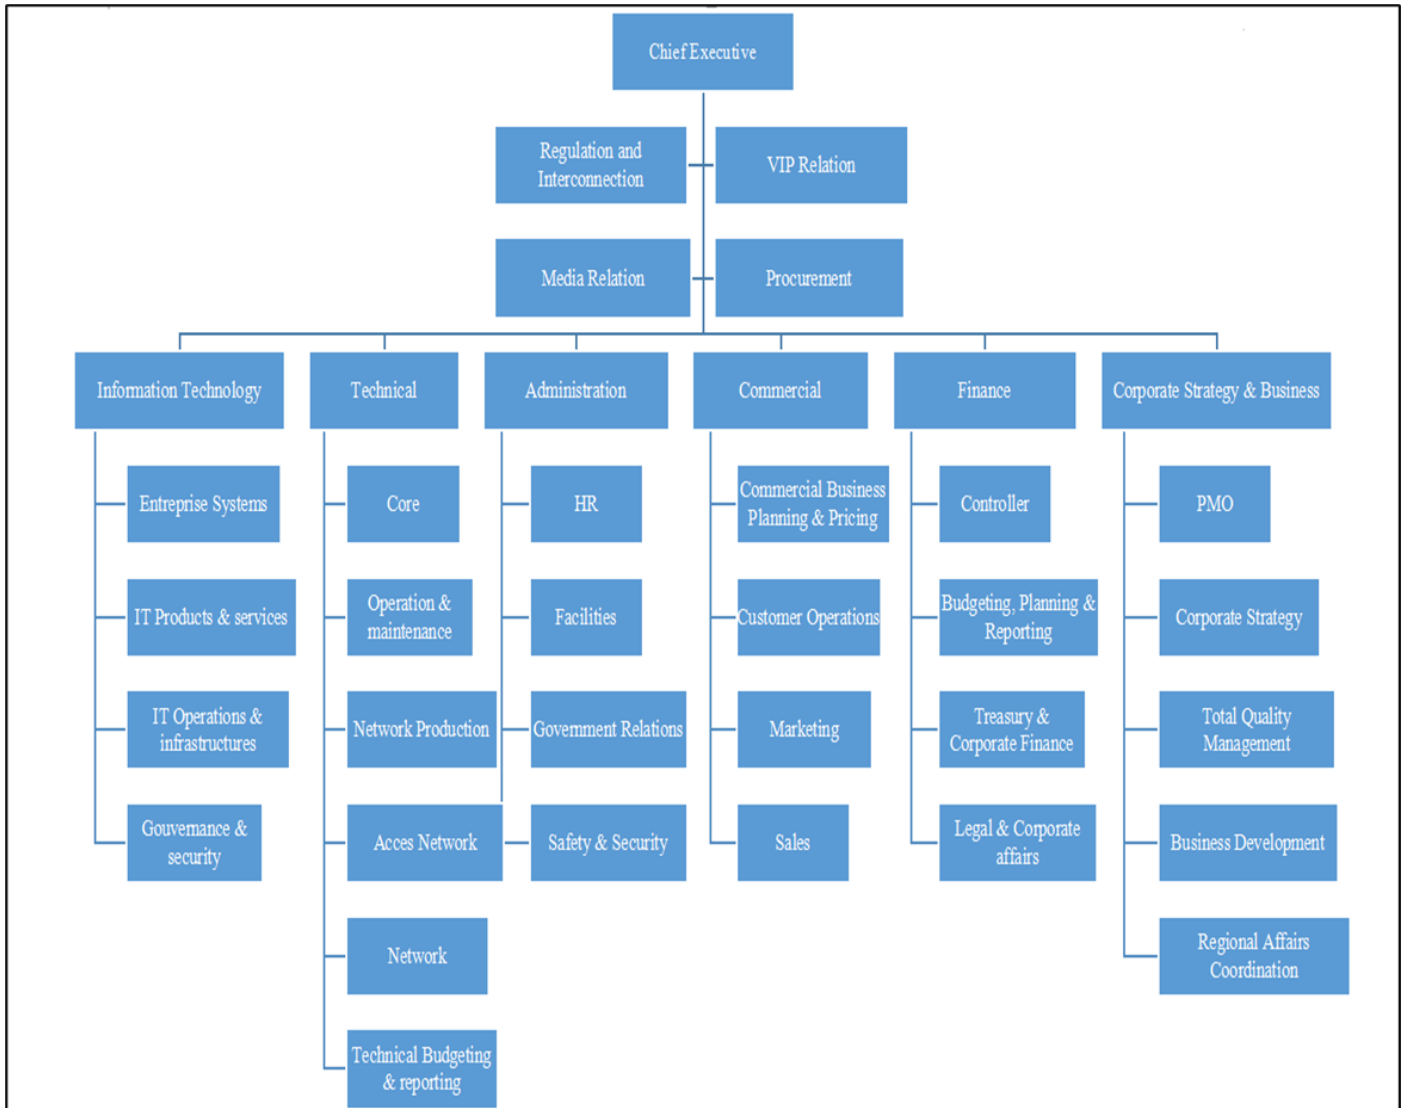 Chief Executive
Regulation and
Interconnection
VIP Relation
Media Relation
Procurement
Information Technology
Technical
Administration
Commercial
Finance
Corporate Strategy & Business
Entreprise Systems
IT Products & services
IT Operations &
infrastructures
Gouvernance &
security
Core
Operation &
maintenance
Network Production
Acces Network
Network
Technical Budgeting
& reporting
HR
Facilities
Government Relations
Safety & Security
Commercial Business
Planning & Pricing
Customer Operations
Marketing
Sales
Controller
Budgeting, Planning &
Reporting
Treasury &
Corporate Finance
Legal & Corporate
affairs
PMO
Corporate Strategy
Total Quality
Management
Business Development
Regional Affairs
Coordination